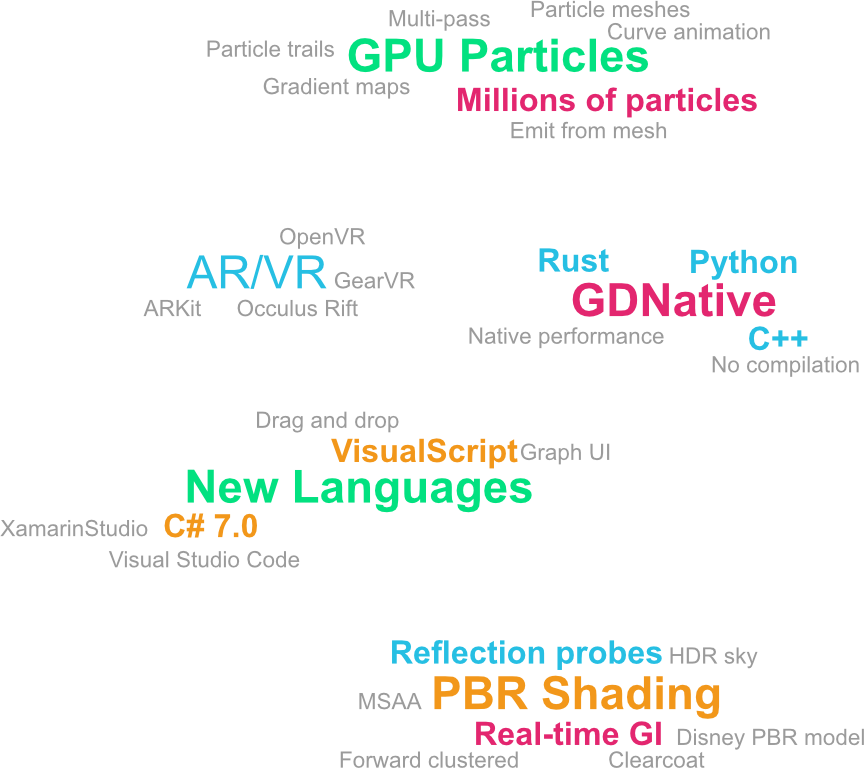 Particle meshes
Multi-pass
Curve animation
Particle trails
GPU Particles
Gradient maps
Millions of particles
Emit from mesh
OpenVR
AR/VR
GearVR
ARKit
Occulus Rift
Rust
Python
GDNative
Native performance
C++
No compilation
Drag and drop
VisualScript
Graph UI
New Languages
XamarinStudio
C# 7.0
Visual Studio Code
Reflection probes
HDR sky
MSAA
PBR Shading
Real-time GI
Disney PBR model
Forward clustered
Clearcoat